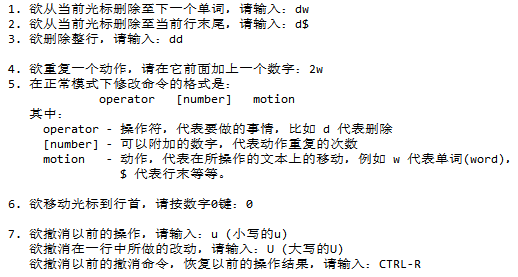 1. 欲从当前光标删除至下一个单词，请输入：dw
2. 欲从当前光标删除至当前行末尾，请输入：d$
3. 欲删除整行，请输入：dd
4. 欲重复一个动作，请在它前面加上一个数字：2w
5. 在正常模式下修改命令的格式是：
operator [number] motion
其中：
operator - 操作符，代表要做的事情，比如 d 代表删除
[number] - 可以附加的数字，代表动作重复的次数
motion - 动作，代表在所操作的文本上的移动，例如 w 代表单词(word)，
$ 代表行末等等。
6. 欲移动光标到行首，请按数字0键：0
7. 欲撤消以前的操作，请输入：u (小写的u)
欲撤消在一行中所做的改动，请输入：U (大写的U)
欲撤消以前的撤消命令，恢复以前的操作结果，请输入：CTRL-R